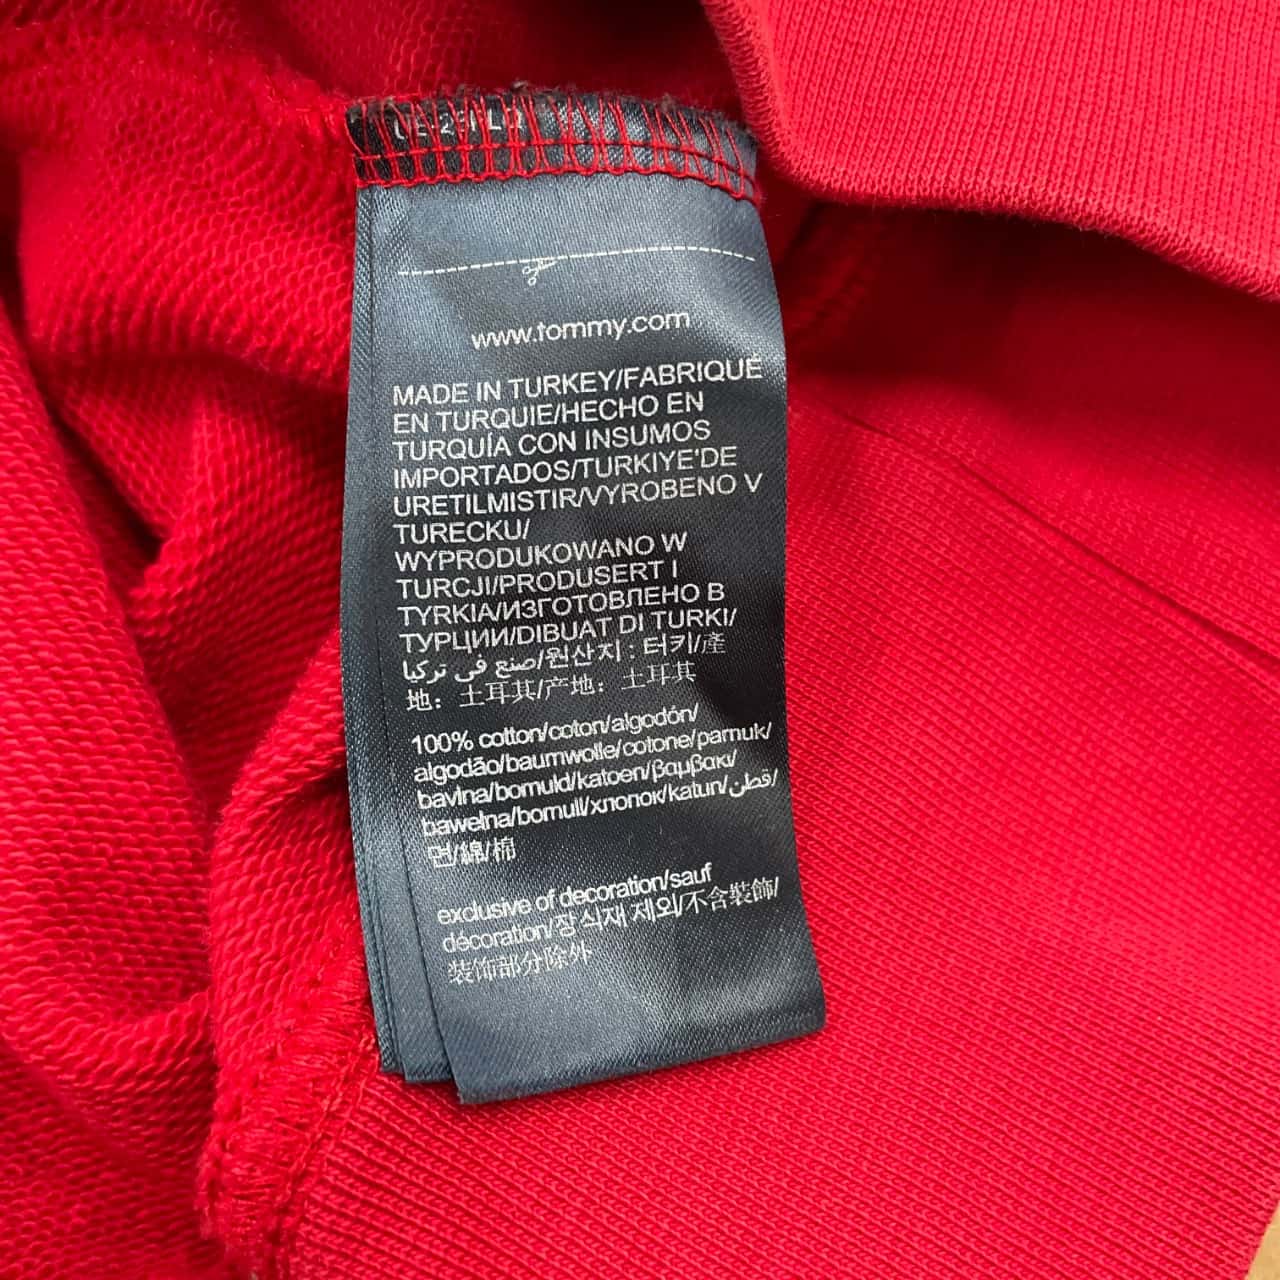 www.tommy.com
MADE IN TURKEY/FABRIQUÉ
EN TURQUIE/HECHO EN
TURQUÍA CON INSUMOS
IMPORTADOS/TURKIYE'DE
URETILMISTIR/VYROBENO V
TURECKU/
WYPRODUKOWANO W
TURCJI/PRODUSERT I
TYRKIA/ИЗГОТОВЛЕНО В
ТУРЦИИ/DIBUAT DI TURKI/
صنع في تركيا/원산지 : 터키/產
地：土耳其/产地：土耳其
100% cotton/coton/algodón/
algodão/baumwolle/cotone/pamuk/
bavlna/bomuld/katoen/βαμβακι/
bawełna/bomull/хлопок/katun/قطن/
면/綿/棉
exclusive of decoration/sauf
décoration/장식재 제외/不含裝飾/
装饰部分除外